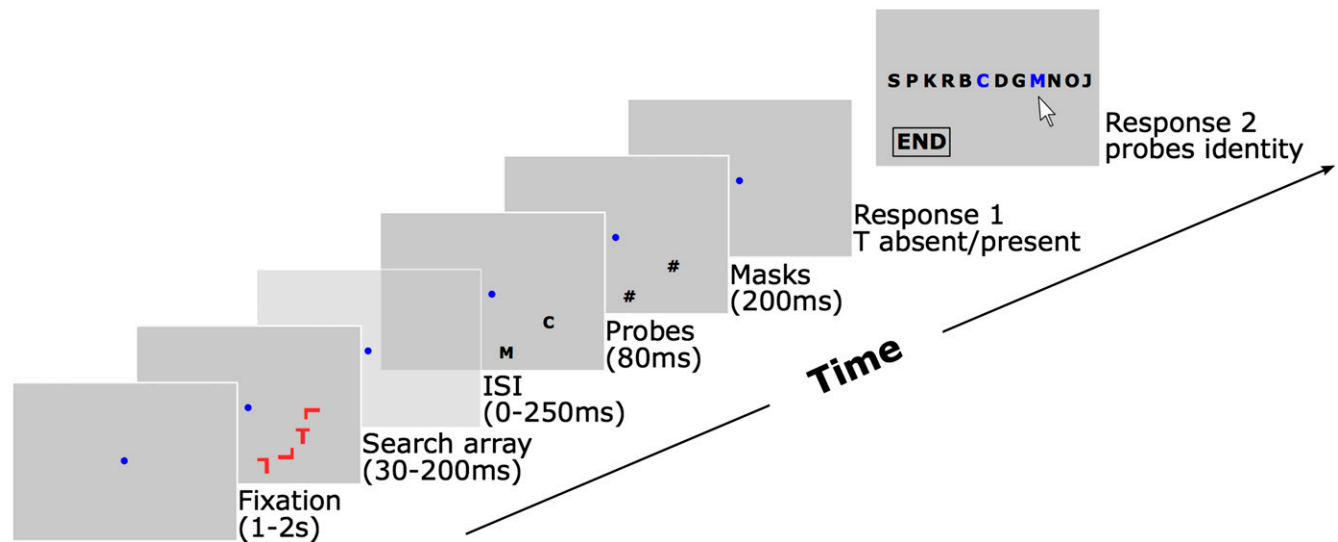 Fixation
(1-2s)
T
Search array
(30-200ms)
ISI
(0-250ms)
C
M
Probes
(80ms)
#
#
Masks
(200ms)
Response 1
T absent/present
S P K R B C D G M N O J
END
Response 2
probes identity
Time